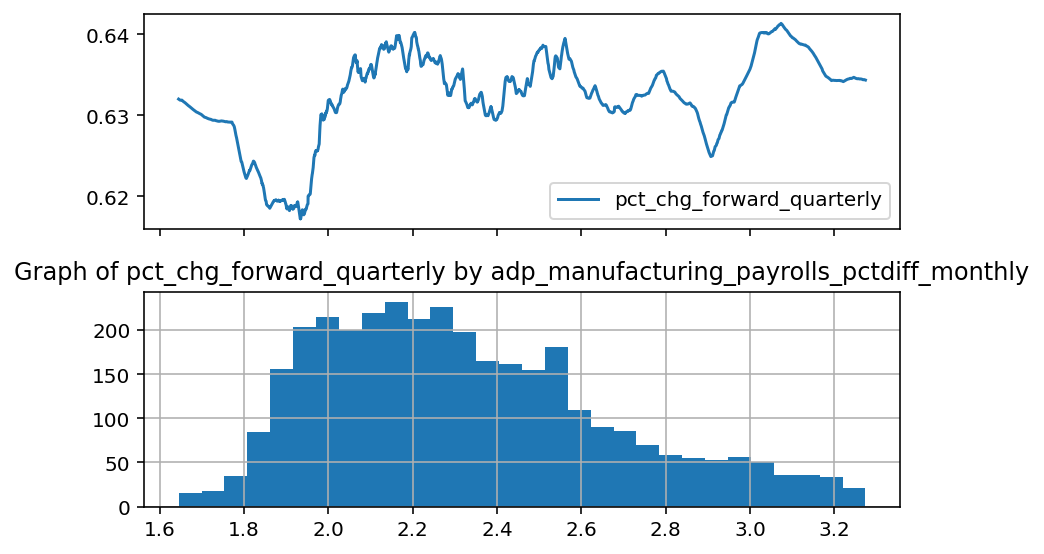 0.64
0.63
0.62
pct_chg_forward_quarterly
Graph of pct_chg_forward_quarterly by adp_manufacturing_payrolls_pctdiff_monthly
200
150
100
50
0
1.6 1.8 2.0 2.2 2.4 2.6 2.8 3.0 3.2